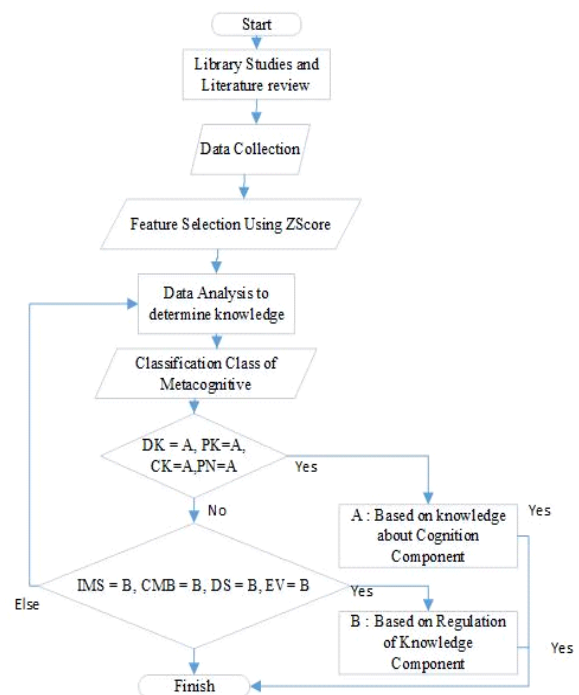 Start
Library Studies and
Literature review
Data Collection
Feature Selection Using ZScore
Data Analysis to
determine knowledge
Classification Class of
Metacognitive
DK = A, PK=A,
CK=A,PN=A
Yes
No
A : Based on knowledge
about Cognition
Component
Yes
IMS = B, CMB = B, DS = B, EV = B
Else
Yes
B : Based on Regulation
of Knowledge
Component
Yes
Finish